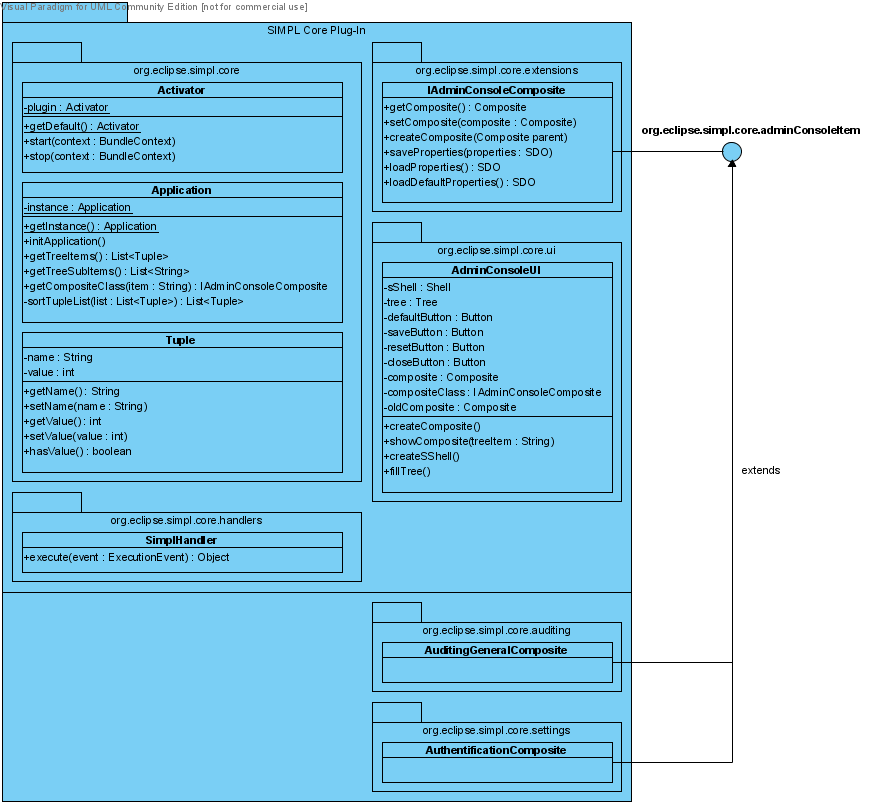 Visual Paradigm for UML Community Edition [not for commercial use]
SIMPL Core Plug-In
org.eclipse.simpl.core
Activator
-plugin : Activator
+getDefault() : Activator
+start(context : BundleContext)
+stop(context : BundleContext)
Application
-instance : Application
+getInstance() : Application
+initApplication()
+getTreeItems() : List<Tuple>
+getTreeSubItems() : List<String>
+getCompositeClass(item : String) : IAdminConsoleComposite
-sortTupleList(list : List<Tuple>) : List<Tuple>
Tuple
-name : String
-value : int
+getName() : String
+setName(name : String)
+getValue() : int
+setValue(value : int)
+hasValue() : boolean
org.eclipse.simpl.core.handlers
SimplHandler
+execute(event : ExecutionEvent) : Object
org.eclipse.simpl.core.extensions
IAdminConsoleComposite
+getComposite() : Composite
+setComposite(composite : Composite)
+createComposite(Composite parent)
+saveProperties(properties : SDO)
+loadProperties() : SDO
+loadDefaultProperties() : SDO
org.eclipse.simpl.core.adminConsoleItem
org.eclipse.simpl.core.ui
AdminConsoleUI
-sShell : Shell
-tree : Tree
-defaultButton : Button
-saveButton : Button
-resetButton : Button
-closeButton : Button
-composite : Composite
-compositeClass : IAdminConsoleComposite
-oldComposite : Composite
+createComposite()
+showComposite(treeItem : String)
+createSShell()
+fillTree()
extends
org.eclipse.simpl.core.auditing
AuditingGeneralComposite
org.eclipse.simpl.core.settings
AuthentificationComposite